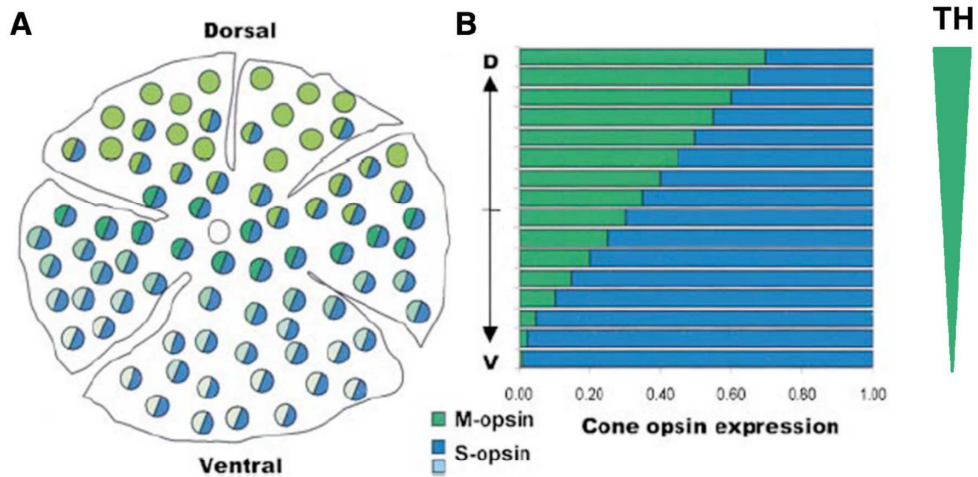 A
Dorsal
Ventral
B
D
V
0.00 0.20 0.40 0.60 0.80 1.00
Cone opsin expression
M-opsin
S-opsin
TH